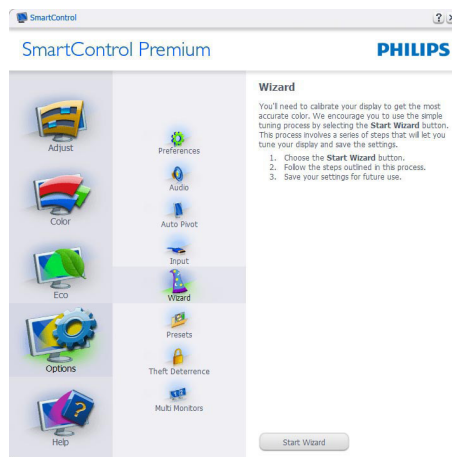 SmartControl
SmartControl Premium
PHILIPS
Adjust
Color
Eco
Options
Help
Preferences
Audio
Auto Pivot
Input
Wizard
Presets
Theft Deterrence
Multi Monitors
Wizard
You'll need to calibrate your display to get the most
accurate color. We encourage you to use the simple
tuning process by selecting the Start Wizard button.
This process involves a series of steps that will let you
tune your display and save the settings.
1. Choose the Start Wizard button.
2. Follow the steps outlined in this process.
3. Save your settings for future use.
Start Wizard